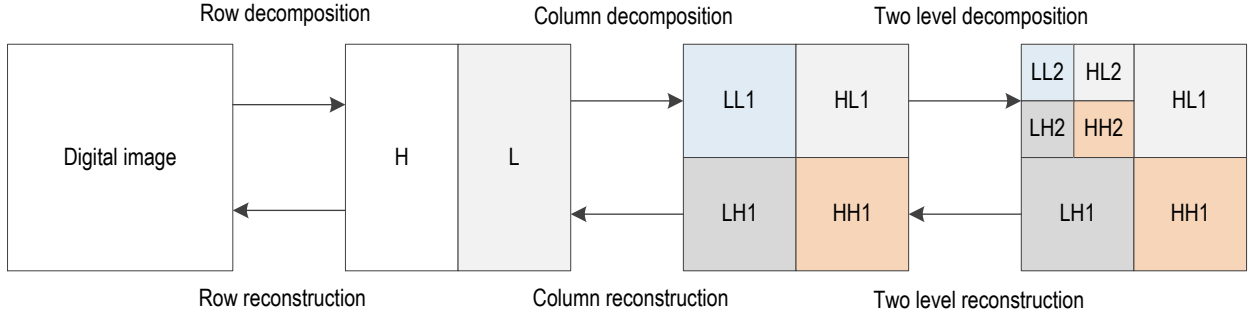 Row decomposition
Column decomposition
Two level decomposition
Digital image
H
L
LL1
HL1
LH1
HH1
LL2
HL2
LH2
HH2
HL1
LH1
HH1
Row reconstruction
Column reconstruction
Two level reconstruction